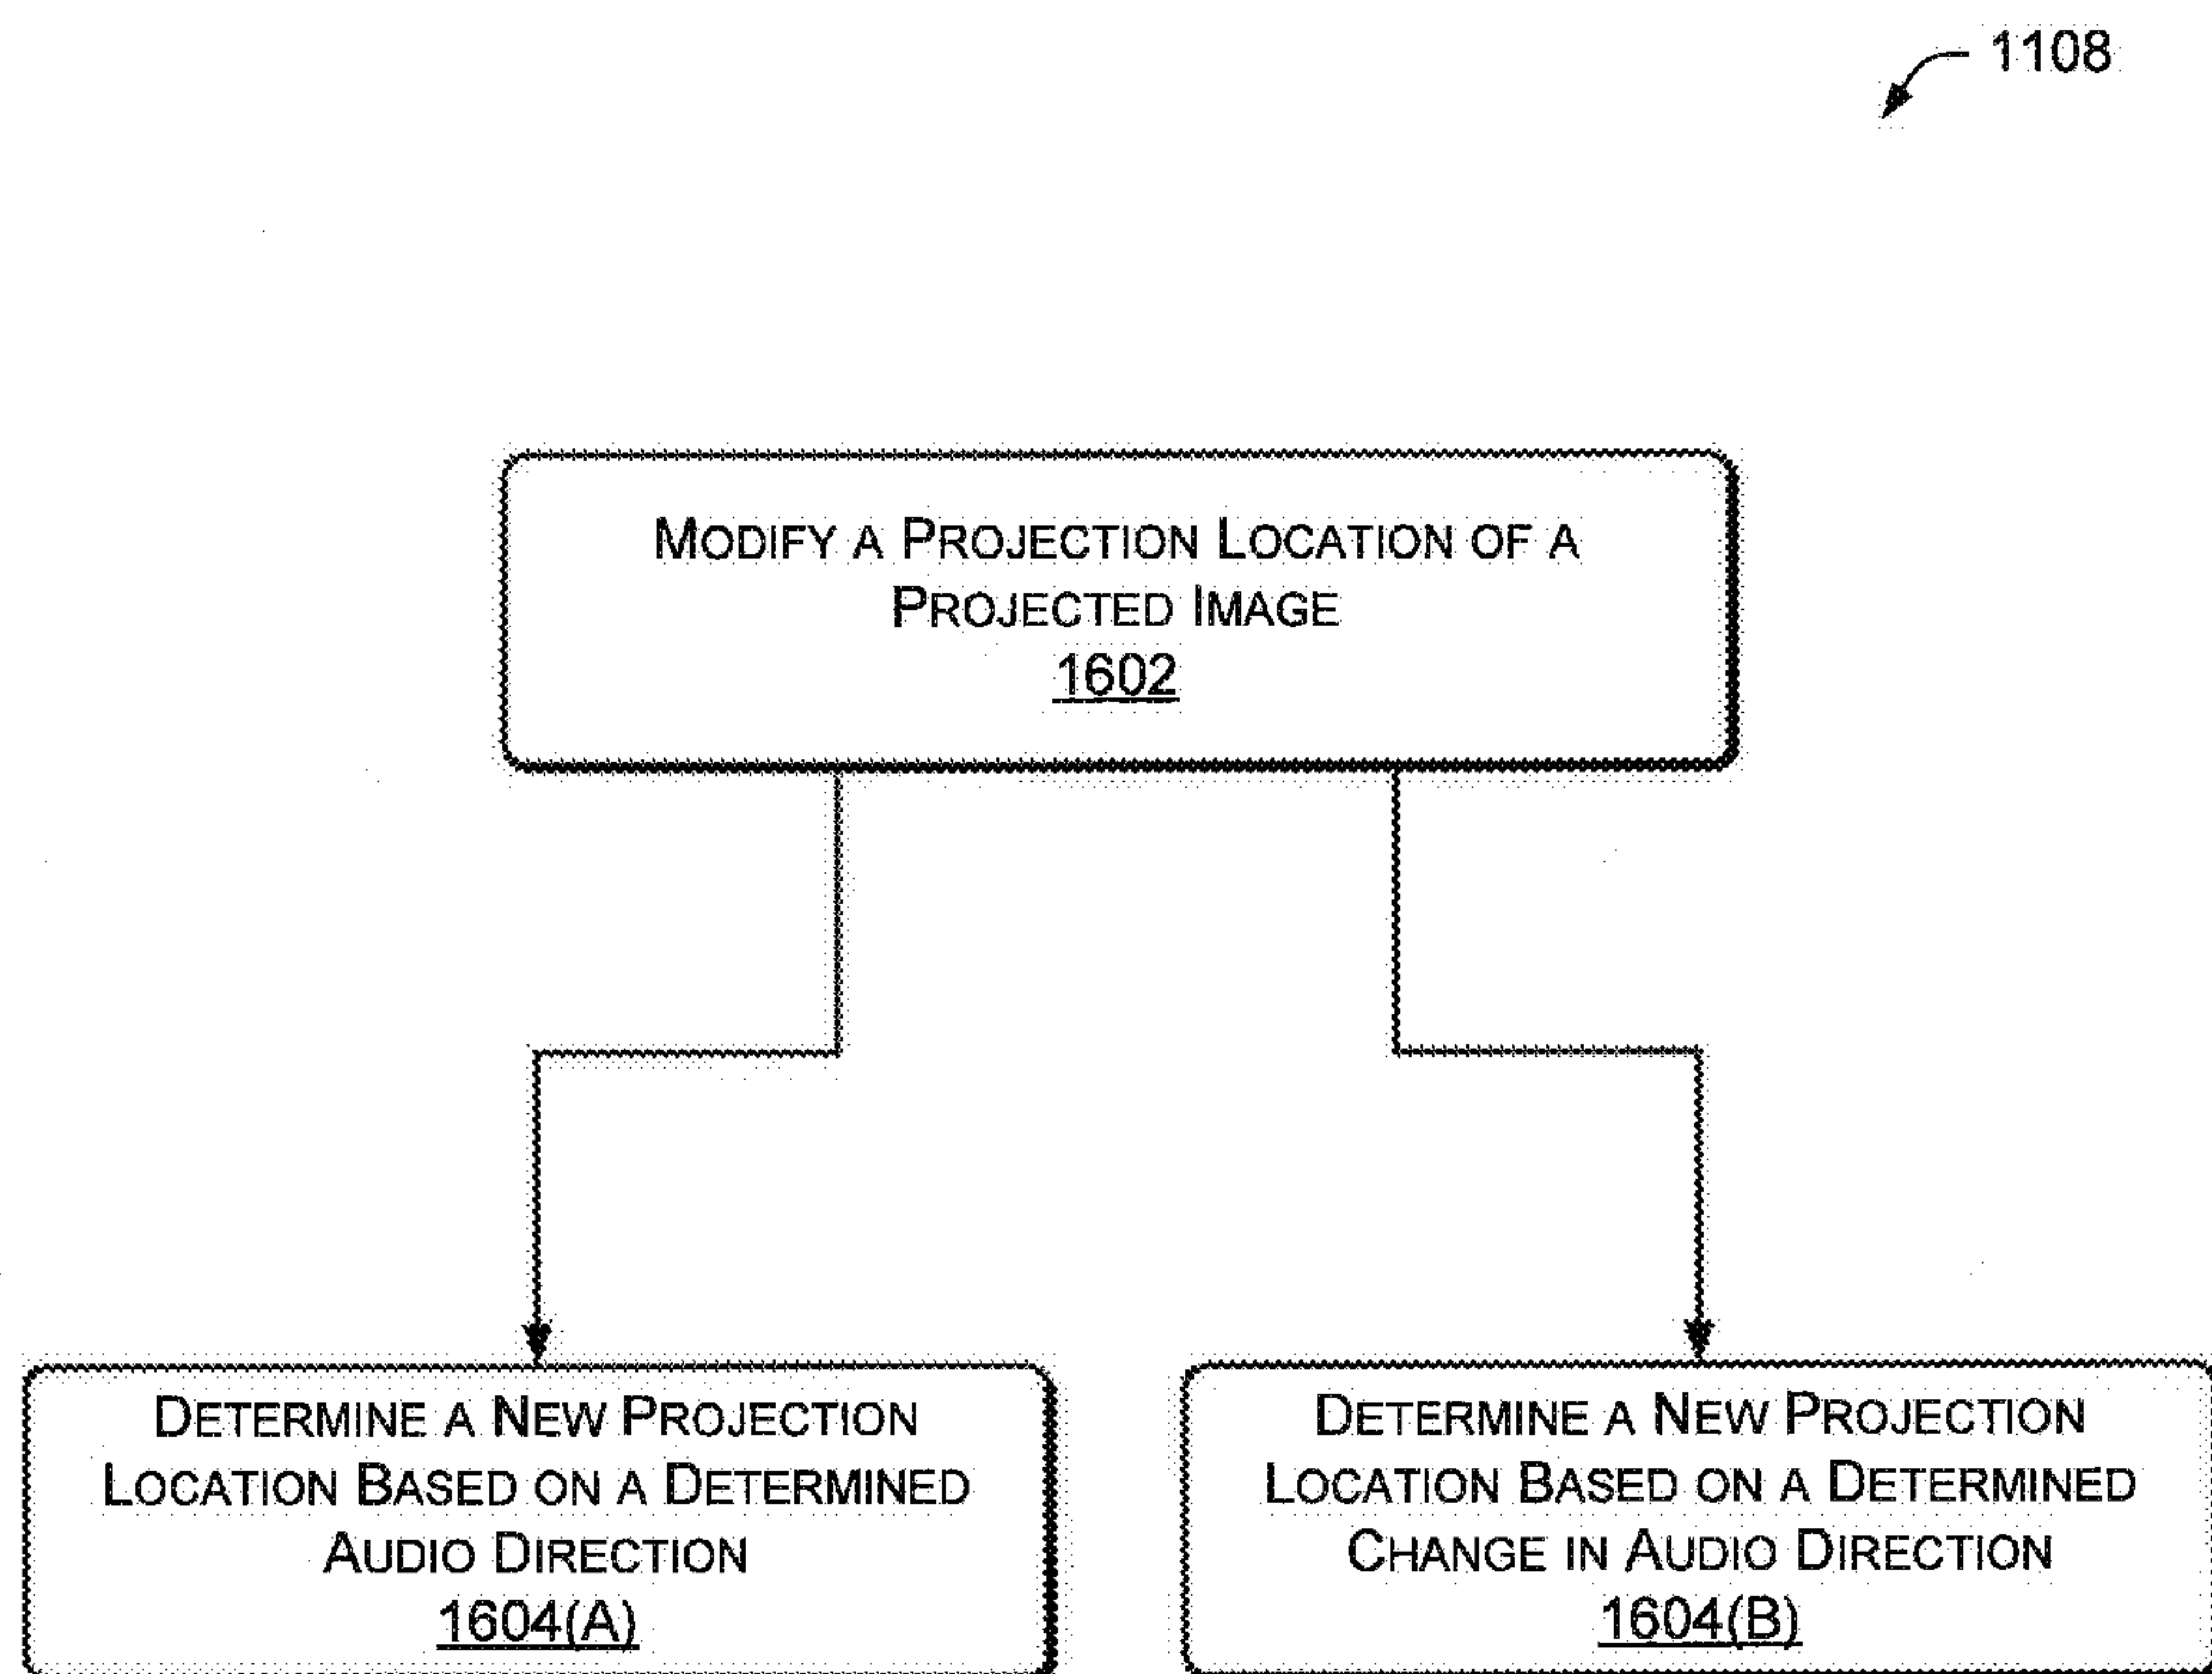 1108
MODIFY A PROJECTION LOCATION OF A
PROJECTED IMAGE
1602
DETERMINE A NEW PROJECTION
LOCATION BASED ON A DETERMINED
AUDIO DIRECTION
1604(A)
DETERMINE A NEW PROJECTION
LOCATION BASED ON A DETERMINED
CHANGE IN AUDIO DIRECTION
1604(B)